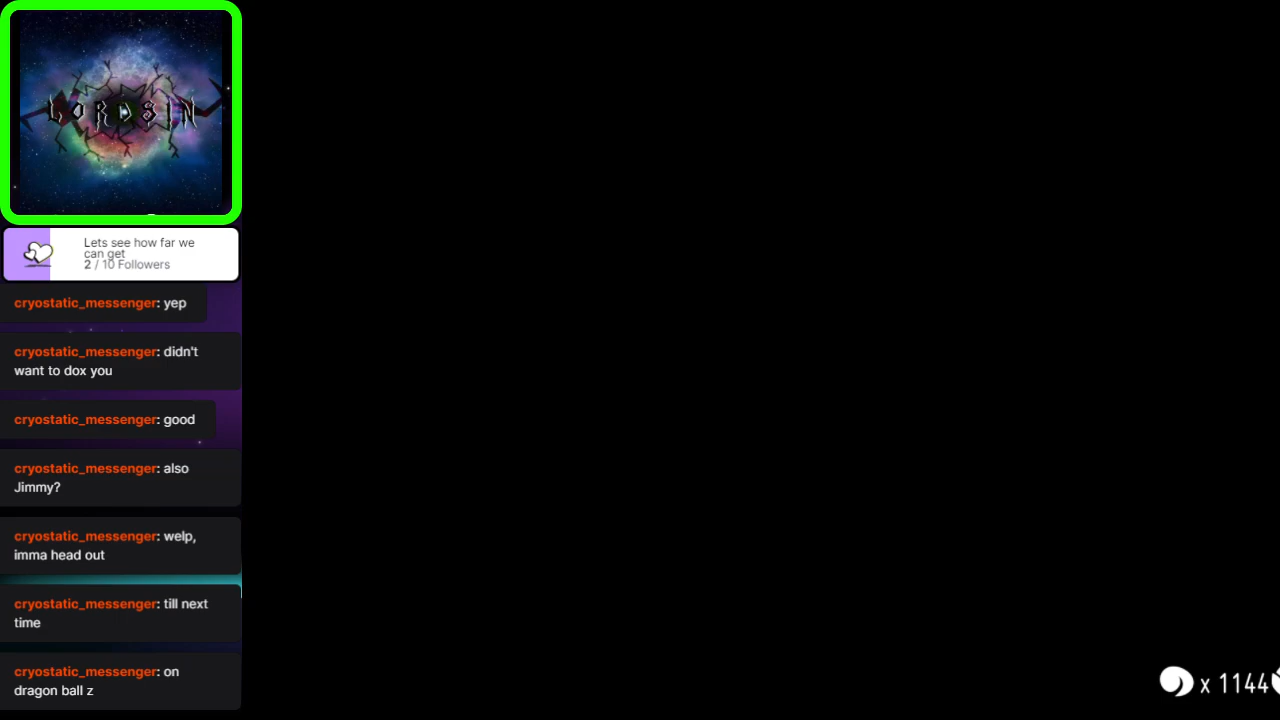 LORDSIN
Lets see how far we
can get
2 / 10 Followers
cryostatic_messenger: yep
cryostatic_messenger: didn't
want to dox you
cryostatic_messenger: good
cryostatic_messenger: also
Jimmy?
cryostatic_messenger: welp,
imma head out
cryostatic_messenger: till next
time
cryostatic_messenger: on
dragon ball z
x 1144